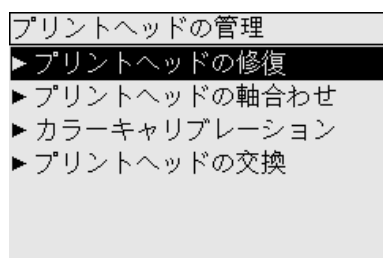 プリントヘッドの管理
▶プリントヘッドの修復
▶プリントヘッドの軸合わせ
▶カラーキャリブレーション
▶プリントヘッドの交換